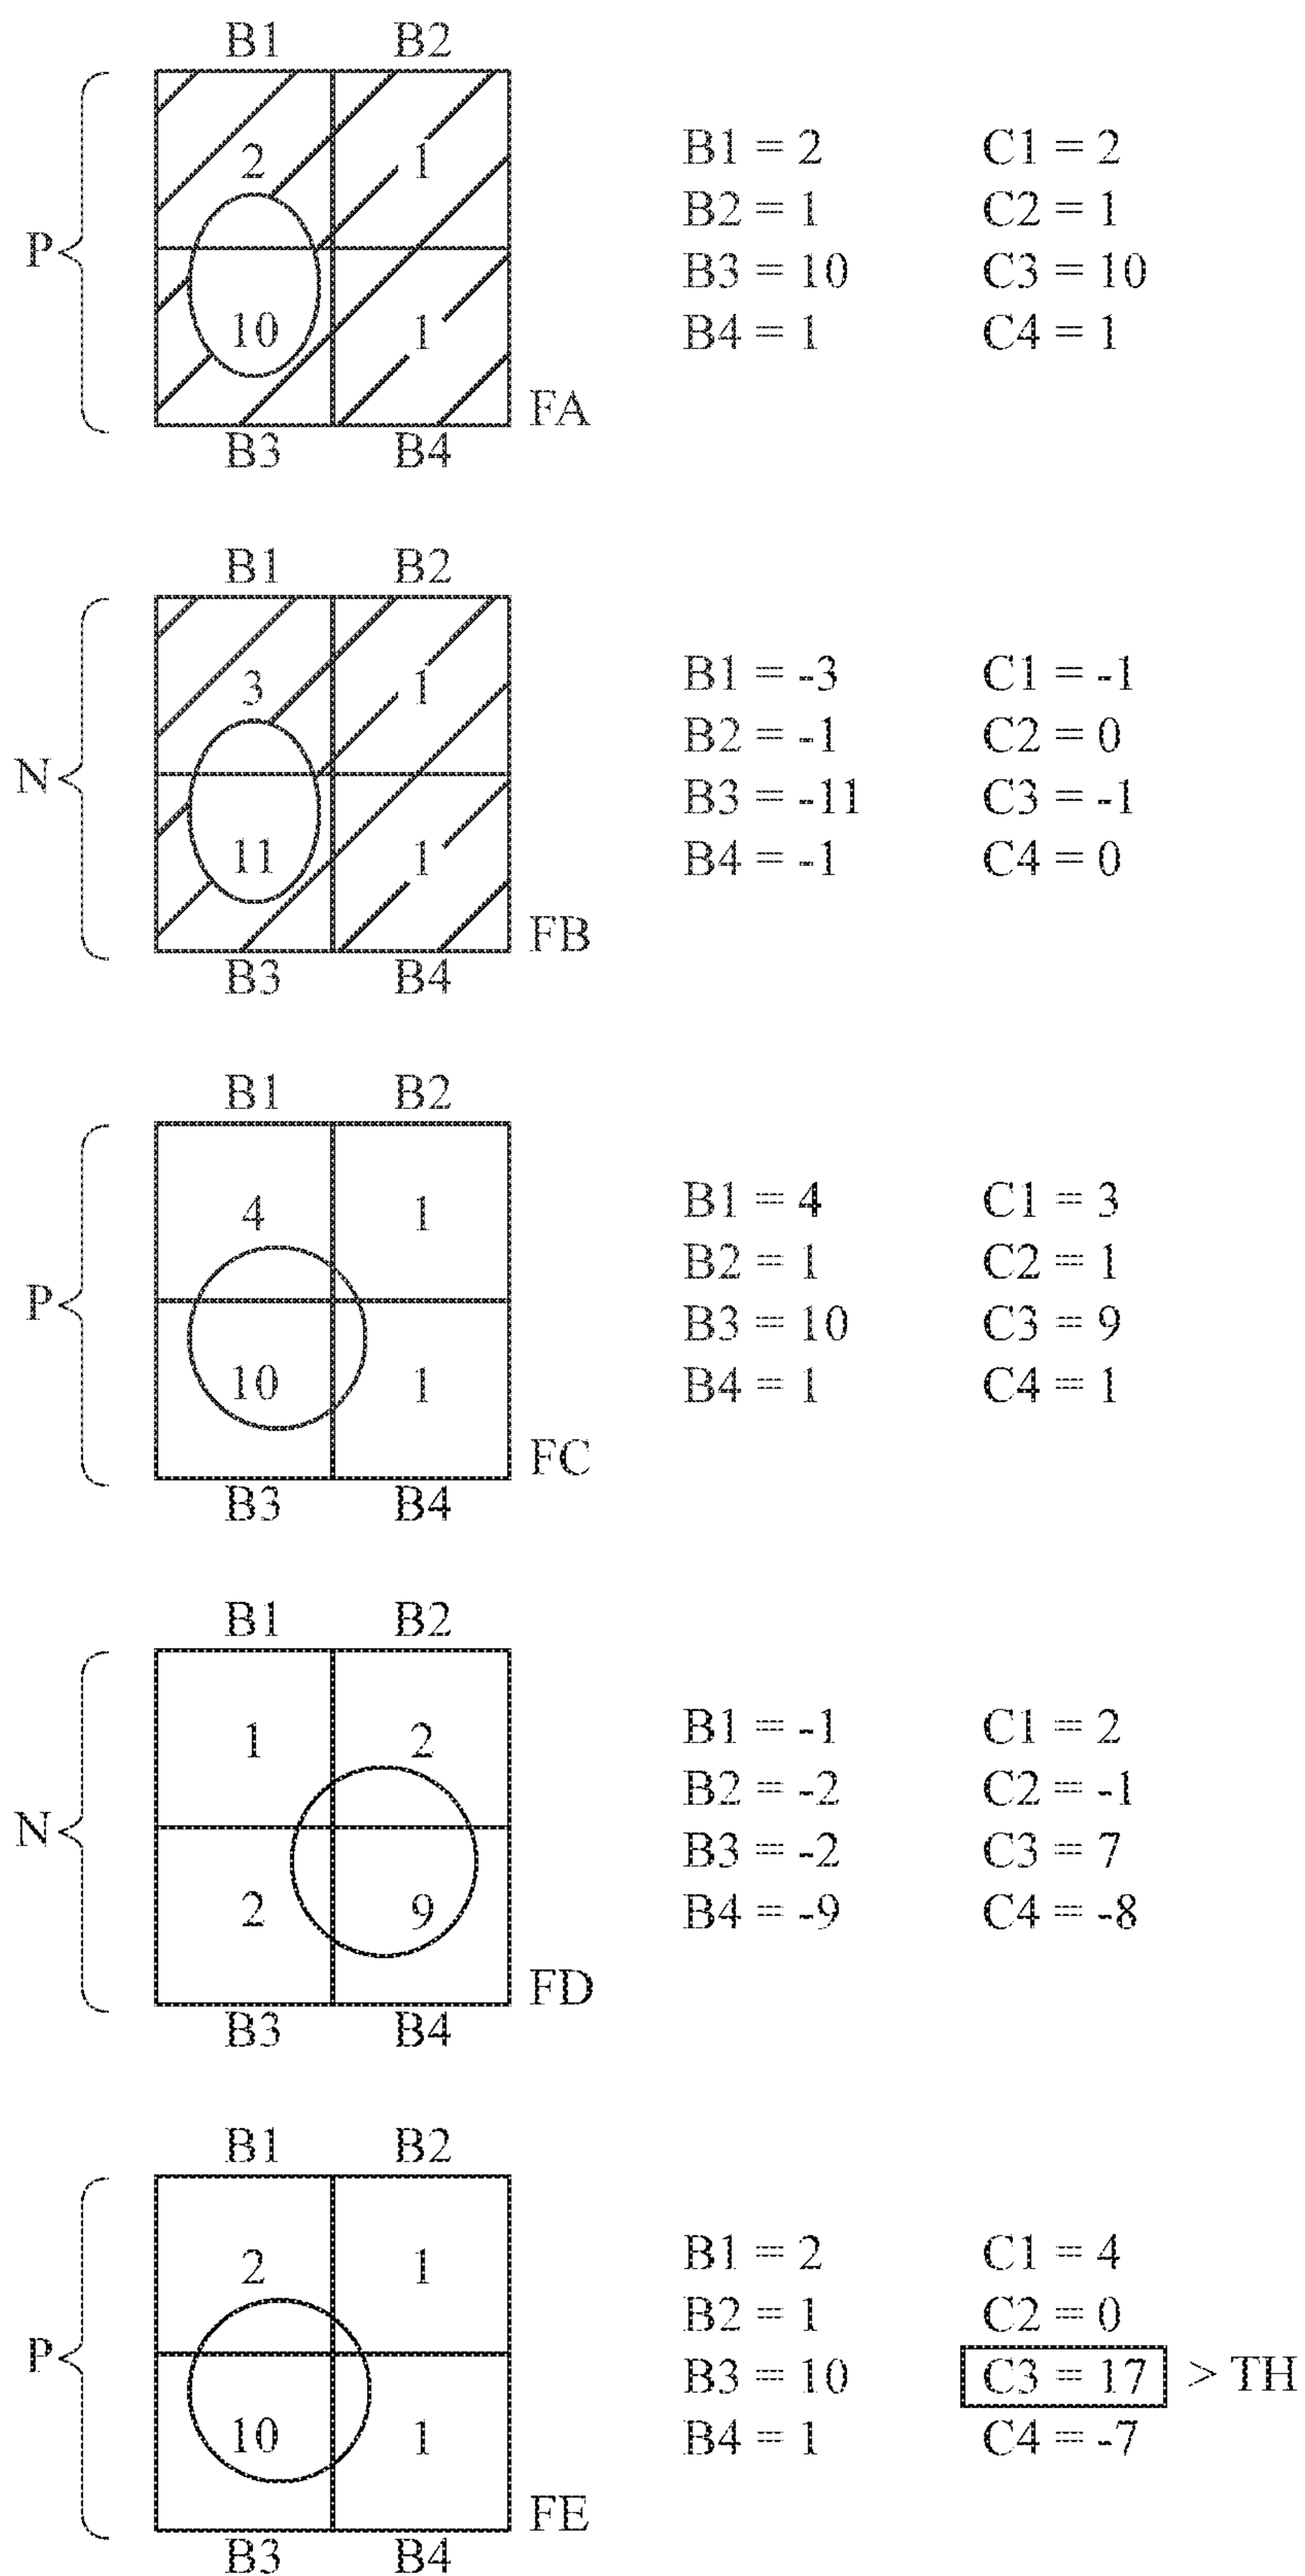 B1 B2
P
2 1
10 1
FA
B3 B4
B1 = 2 C1 = 2
B2 = 1 C2 = 1
B3 = 10 C3 = 10
B4 = 1 C4 = 1
B1 B2
N
3 1
11 1
FB
B3 B4
B1 = -3 C1 = -1
B2 = -1 C2 = 0
B3 = -11 C3 = -1
B4 = -1 C4 = 0
B1 B2
P
4 1
10 1
FC
B3 B4
B1 = 4 C1 = 3
B2 = 1 C2 = 1
B3 = 10 C3 = 9
B4 = 1 C4 = 1
B1 B2
N
1 2
2 9
FD
B3 B4
B1 = -1 C1 = 2
B2 = -2 C2 = -1
B3 = -2 C3 = 7
B4 = -9 C4 = -8
B1 B2
P
2 1
10 1
FE
B3 B4
B1 = 2 C1 = 4
B2 = 1 C2 = 0
B3 = 10 C3 = 17 > TH
B4 = 1 C4 = -7